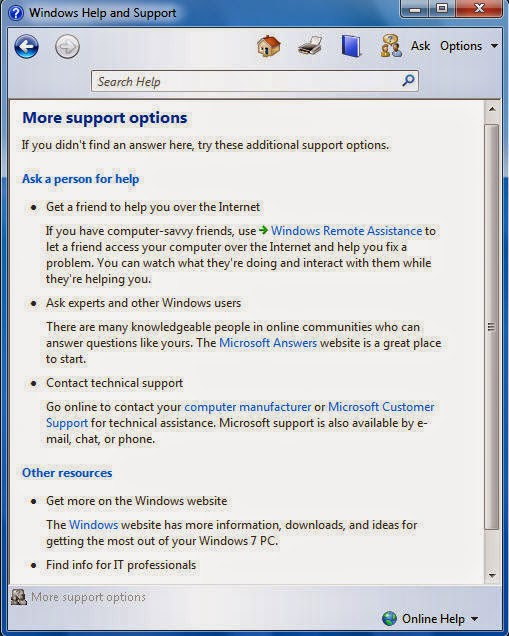 Windows Help and Support
Ask Options
Search Help
More support options
If you didn't find an answer here, try these additional support options.
Ask a person for help
• Get a friend to help you over the Internet
If you have computer-savvy friends, use Windows Remote Assistance to
let a friend access your computer over the Internet and help you fix a
problem. You can watch what they're doing and interact with them while
they're helping you.
• Ask experts and other Windows users
There are many knowledgeable people in online communities who can
answer questions like yours. The Microsoft Answers website is a great place
to start.
• Contact technical support
Go online to contact your computer manufacturer or Microsoft Customer
Support for technical assistance. Microsoft support is also available by e-
mail, chat, or phone.
Other resources
• Get more on the Windows website
The Windows website has more information, downloads, and ideas for
getting the most out of your Windows 7 PC.
• Find info for IT professionals
More support options
Online Help